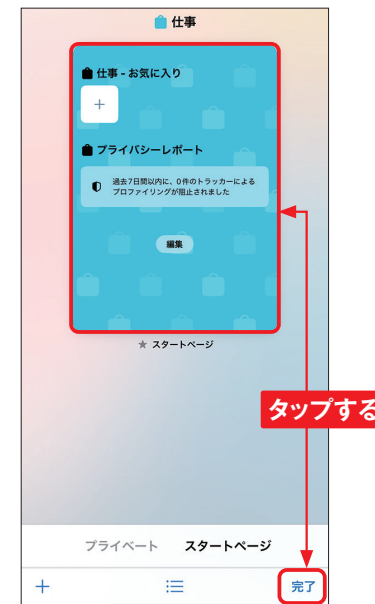 仕事
仕事 - お気に入り
プライバシーレポート
過去7日間以内に、0件のトラッカーによる
プロファイリングが阻止されました
編集
★ スタートページ
タップする
プライベート スタートページ
完了